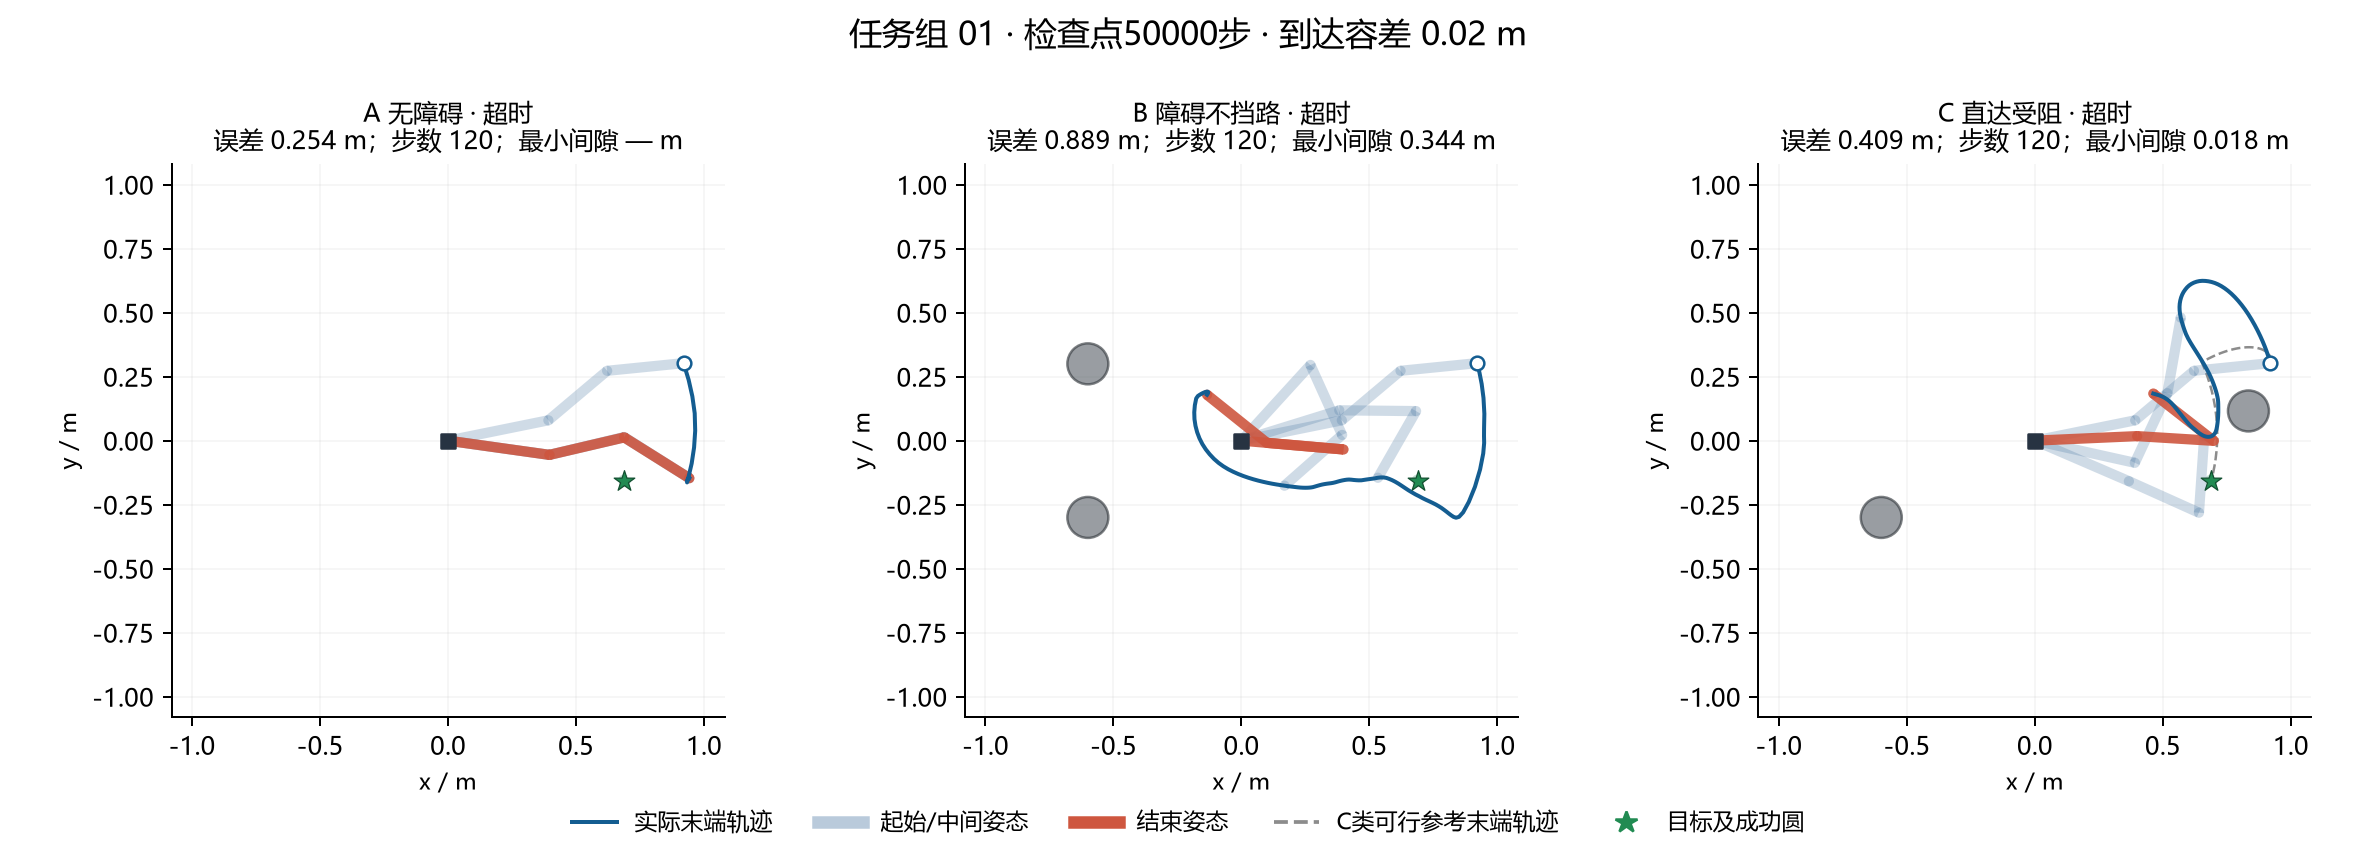 任务组 01 · 检查点50000步 · 到达容差 0.02 m
A 无障碍 · 超时
误差 0.254 m；步数 120；最小间隙 — m
1.00
0.75
0.50
0.25
0.00
-0.25
-0.50
-0.75
-1.00
y / m
-1.0 -0.5 0.0 0.5 1.0
x / m
B 障碍不挡路 · 超时
误差 0.889 m；步数 120；最小间隙 0.344 m
1.00
0.75
0.50
0.25
0.00
-0.25
-0.50
-0.75
-1.00
y / m
-1.0 -0.5 0.0 0.5 1.0
x / m
C 直达受阻 · 超时
误差 0.409 m；步数 120；最小间隙 0.018 m
1.00
0.75
0.50
0.25
0.00
-0.25
-0.50
-0.75
-1.00
y / m
-1.0 -0.5 0.0 0.5 1.0
x / m
实际末端轨迹 起始/中间姿态 结束姿态 C类可行参考末端轨迹 目标及成功圆